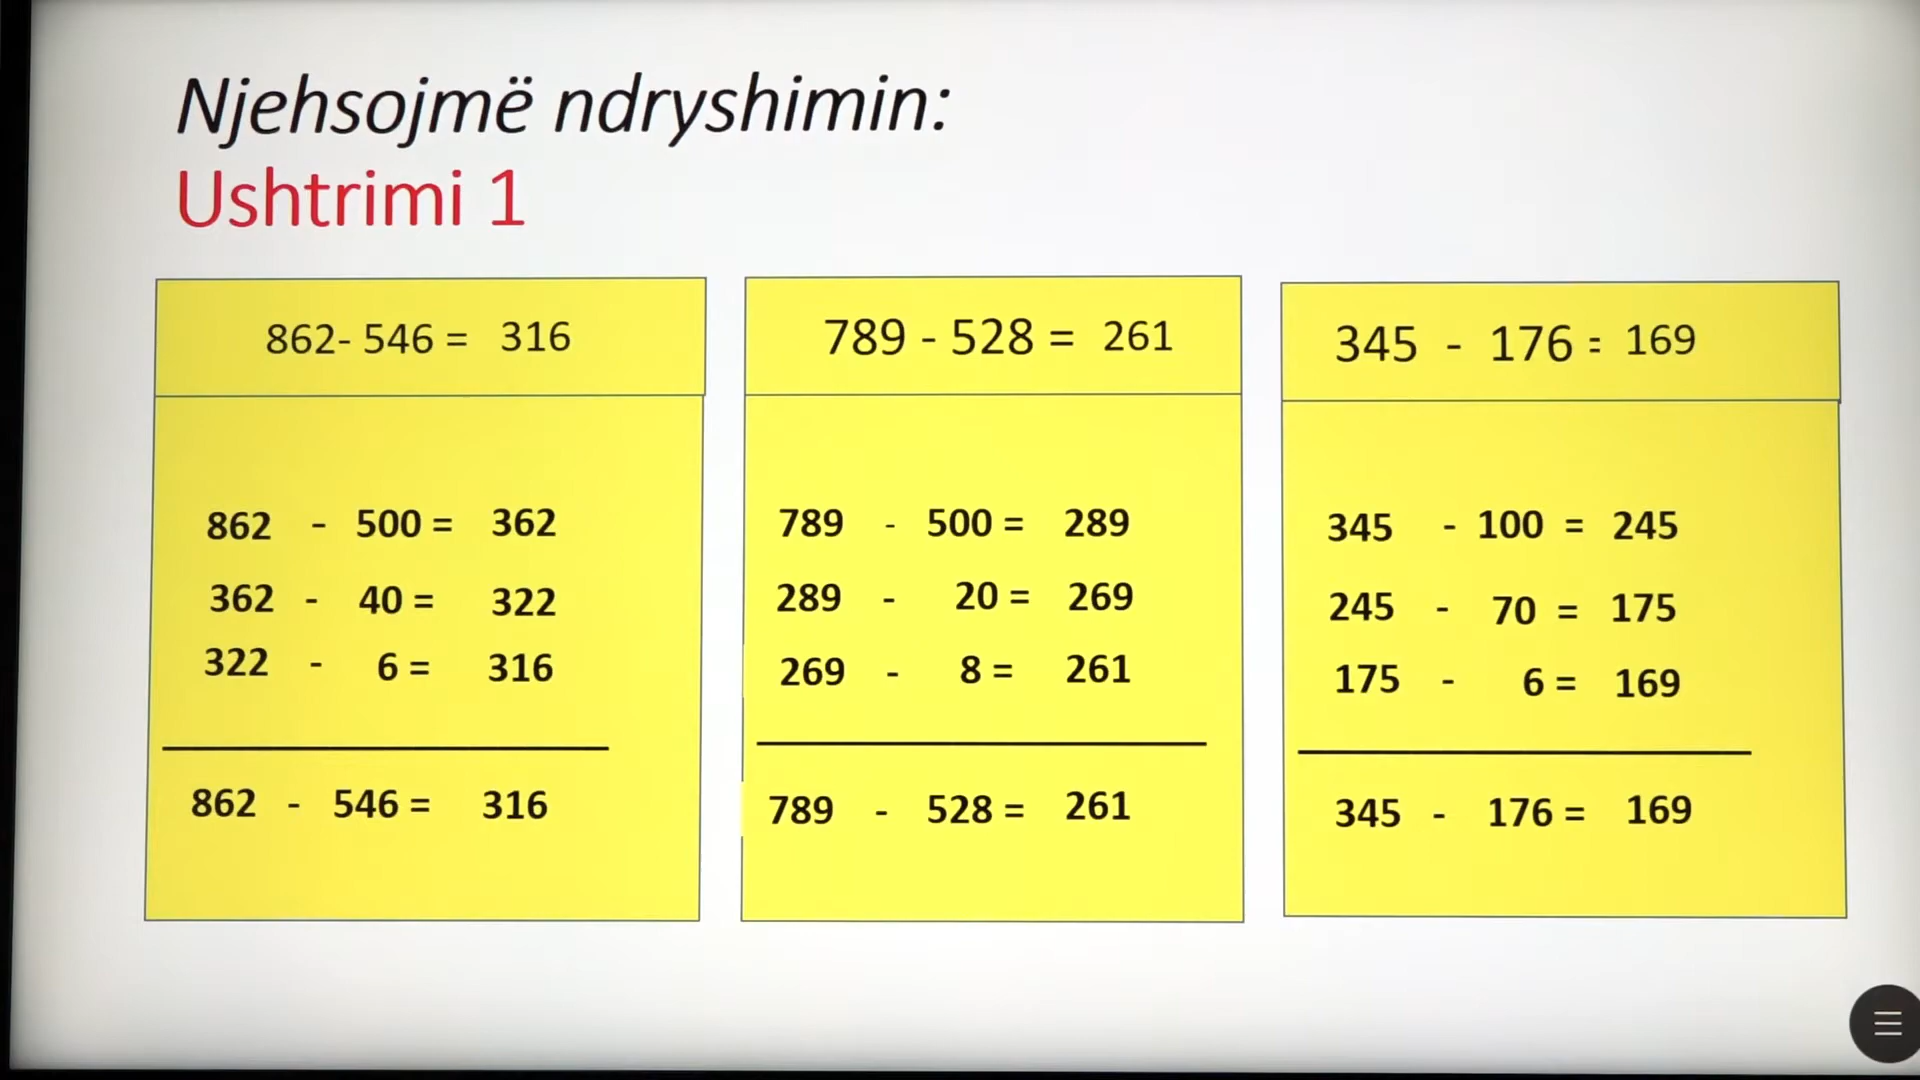 Njehsojmë ndryshimin:
Ushtrimi 1
862- 546 = 316
862 - 500 = 362
362 - 40 = 322
322 - 6 = 316
862 - 546 = 316
789 - 528 = 261
789 - 500 = 289
289 - 20 = 269
269 - 8 = 261
789 - 528 = 261
345 - 176 = 169
345 - 100 = 245
245 - 70 = 175
175 - 6 = 169
345 - 176 = 169